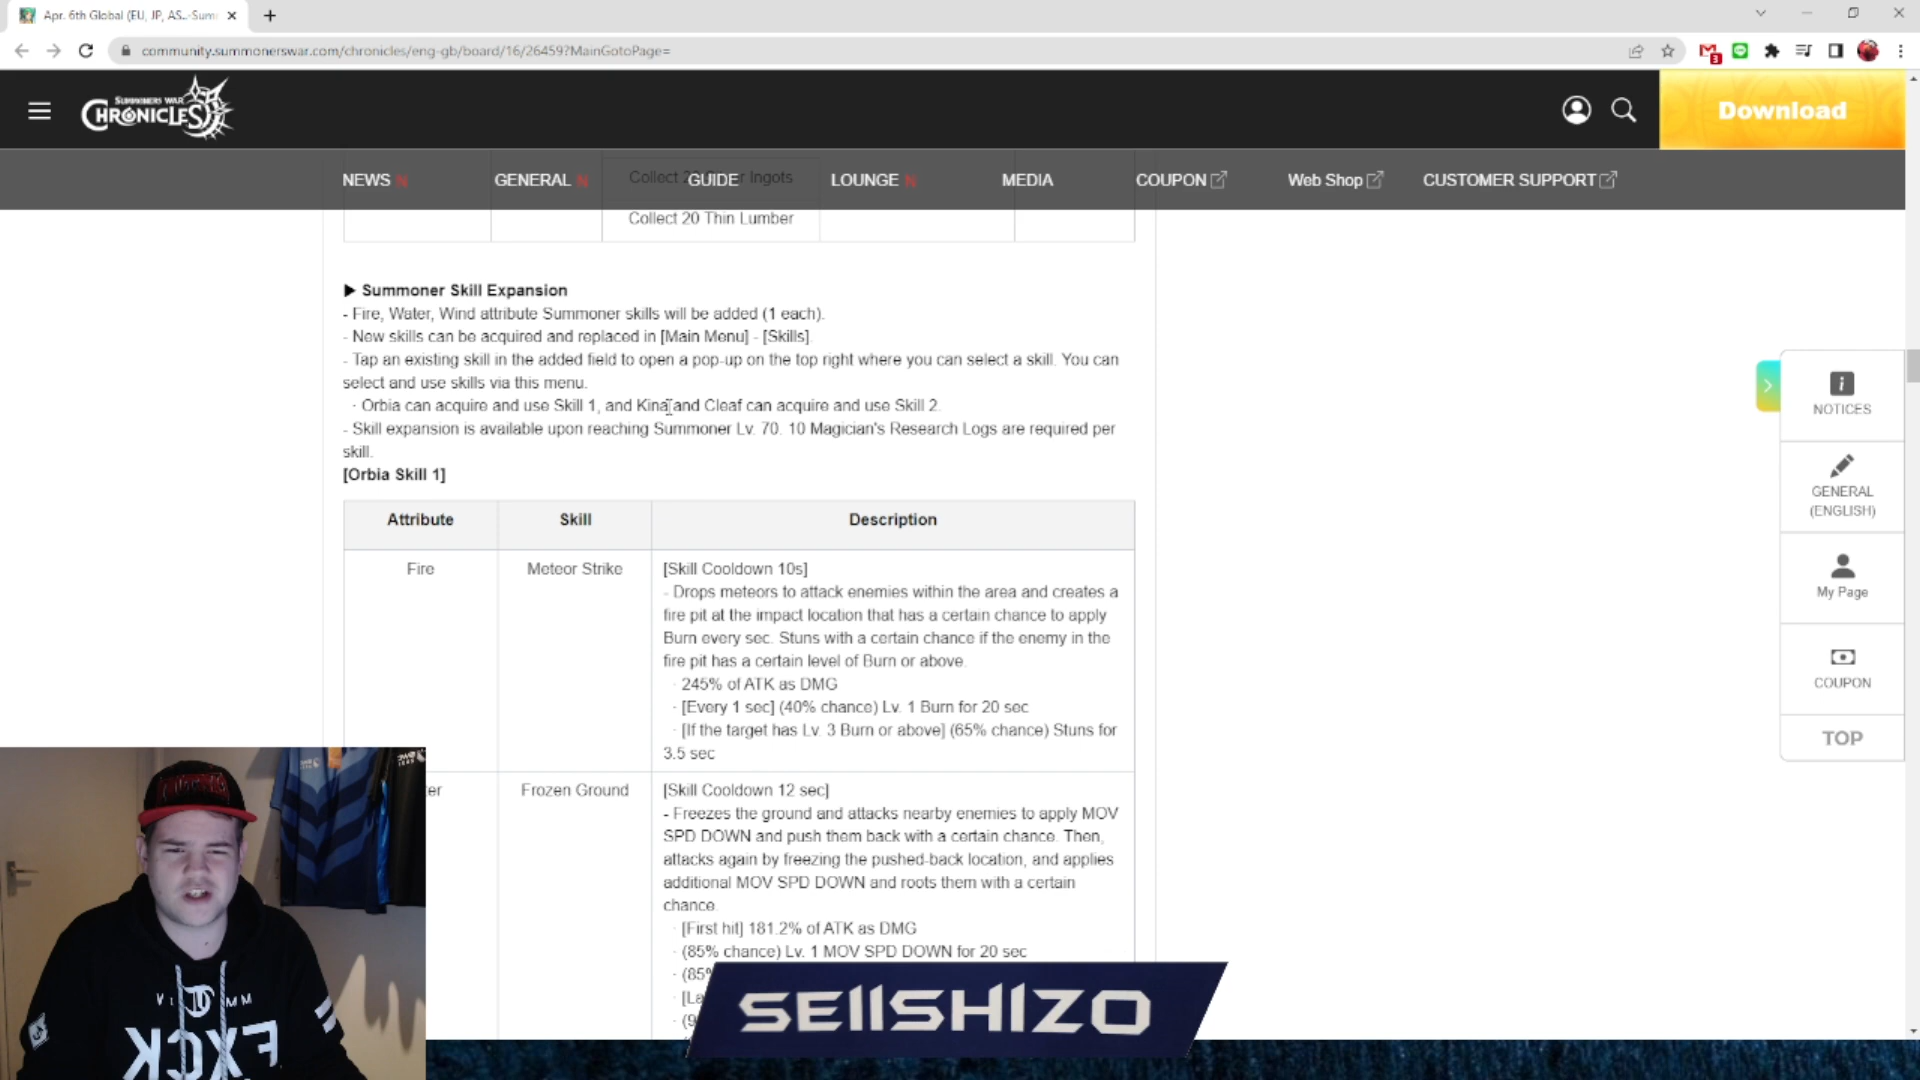 Apr. 6th Global (EU, JP, AS...-Sum
community.summonerswar.com/chronicles/eng-gb/board/16/26459?MainGotoPage=
3
SUMMONERS WAR
CHRONICLES
Download
NEWS N
GENERAL N
GUIDE
LOUNGE N
MEDIA
COUPON
Web Shop
CUSTOMER SUPPORT
Collect 20 Thin Lumber
▶ Summoner Skill Expansion
- Fire, Water, Wind attribute Summoner skills will be added (1 each).
- New skills can be acquired and replaced in [Main Menu] - [Skills].
- Tap an existing skill in the added field to open a pop-up on the top right where you can select a skill. You can
select and use skills via this menu.
· Orbia can acquire and use Skill 1, and Kina and Cleaf can acquire and use Skill 2.
- Skill expansion is available upon reaching Summoner Lv. 70. 10 Magician's Research Logs are required per
skill.
[Orbia Skill 1]
Attribute Skill Description
Fire Meteor Strike [Skill Cooldown 10s]
- Drops meteors to attack enemies within the area and creates a
fire pit at the impact location that has a certain chance to apply
Burn every sec. Stuns with a certain chance if the enemy in the
fire pit has a certain level of Burn or above.
· 245% of ATK as DMG
· [Every 1 sec] (40% chance) Lv. 1 Burn for 20 sec
· [If the target has Lv. 3 Burn or above] (65% chance) Stuns for
3.5 sec
er Frozen Ground [Skill Cooldown 12 sec]
- Freezes the ground and attacks nearby enemies to apply MOV
SPD DOWN and push them back with a certain chance. Then,
attacks again by freezing the pushed-back location, and applies
additional MOV SPD DOWN and roots them with a certain
chance.
· [First hit] 181.2% of ATK as DMG
· (85% chance) Lv. 1 MOV SPD DOWN for 20 sec
· (85%
· [La
· (9
NOTICES
GENERAL
(ENGLISH)
My Page
COUPON
TOP
SEIISHIZO